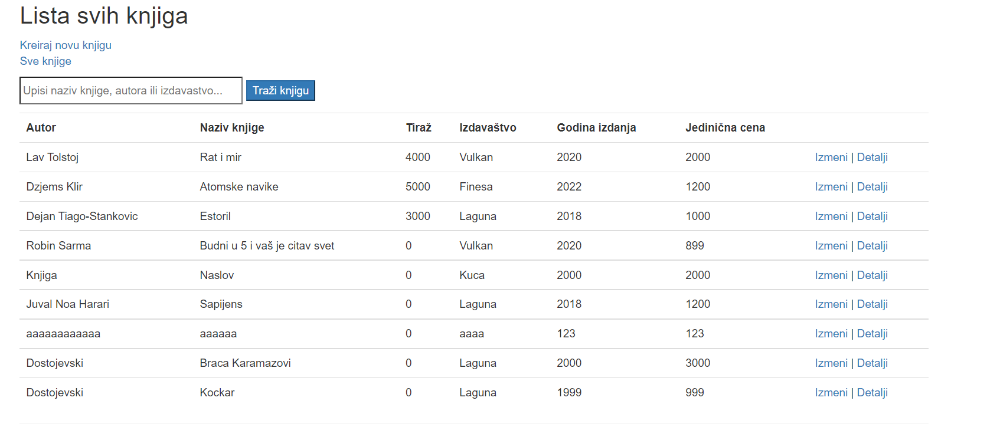 Lista svih knjiga
Kreiraj novu knjigu
Sve knjige
Upisi naziv knjige, autora ili izdavastvo... Traži knjigu
Autor Naziv knjige Tiraž Izdavaštvo Godina izdanja Jedinična cena
Lav Tolstoj Rat i mir 4000 Vulkan 2020 2000 Izmeni | Detalji
Dzjems Klir Atomske navike 5000 Finesa 2022 1200 Izmeni | Detalji
Dejan Tiago-Stankovic Estoril 3000 Laguna 2018 1000 Izmeni | Detalji
Robin Sarma Budni u 5 i vaš je citav svet 0 Vulkan 2020 899 Izmeni | Detalji
Knjiga Naslov 0 Kuca 2000 2000 Izmeni | Detalji
Juval Noa Harari Sapijens 0 Laguna 2018 1200 Izmeni | Detalji
aaaaaaaaaaaa aaaaaa 0 aaaa 123 123 Izmeni | Detalji
Dostojevski Braca Karamazovi 0 Laguna 2000 3000 Izmeni | Detalji
Dostojevski Kockar 0 Laguna 1999 999 Izmeni | Detalji